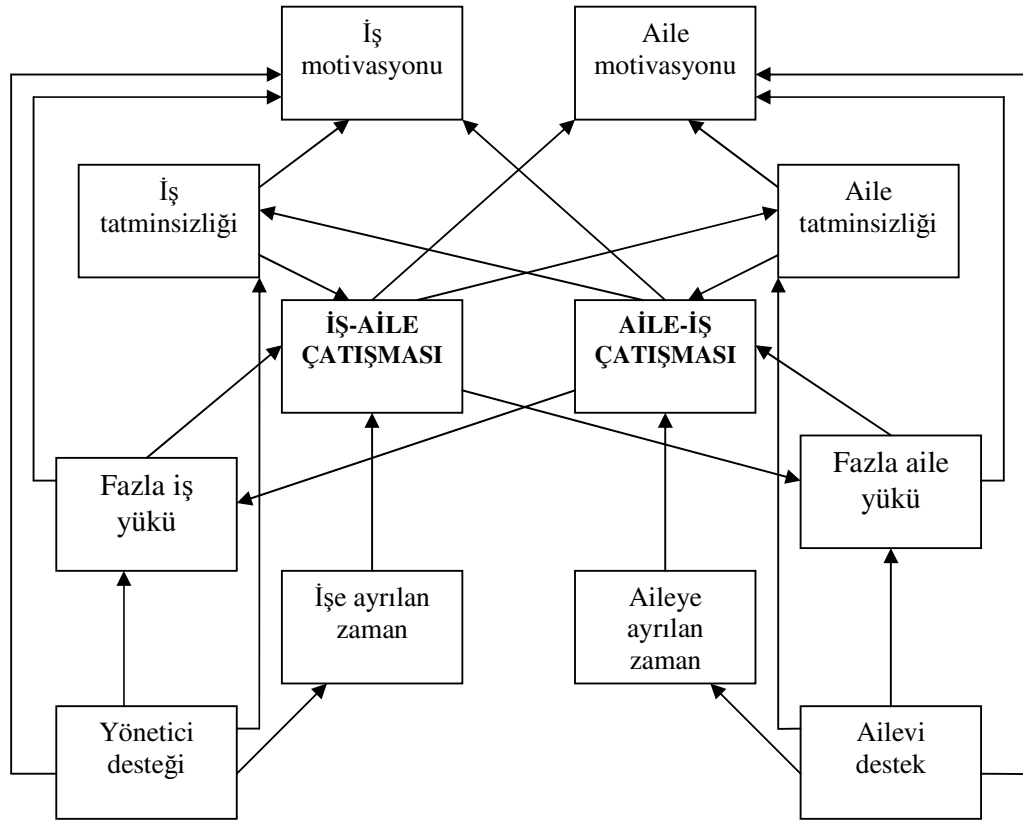 İş
motivasyonu
Aile
motivasyonu
İş
tatminsizliği
Aile
tatminsizliği
İŞ-AİLE
ÇATIŞMASI
AİLE-İŞ
ÇATIŞMASI
Fazla iş
yükü
Fazla aile
yükü
İşe ayrılan
zaman
Aileye
ayrılan
zaman
Yönetici
desteği
Ailevi
destek